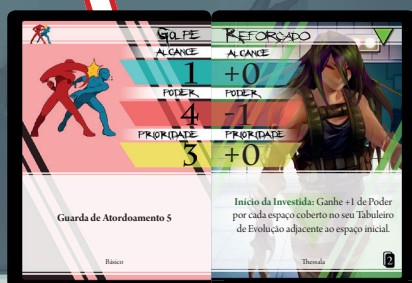 GOLPE
ALCANCE
1
PODER
4
PRIORIDADE
3
Guarda de Atordoamento 5
Básico
REFORÇADO
ALCANCE
+0
PODER
-1
PRIORIDADE
+0
Início da Investida: Ganhe +1 de Poder
por cada espaço coberto no seu Tabuleiro
de Evolução adjacente ao espaço inicial.
Thessala
2